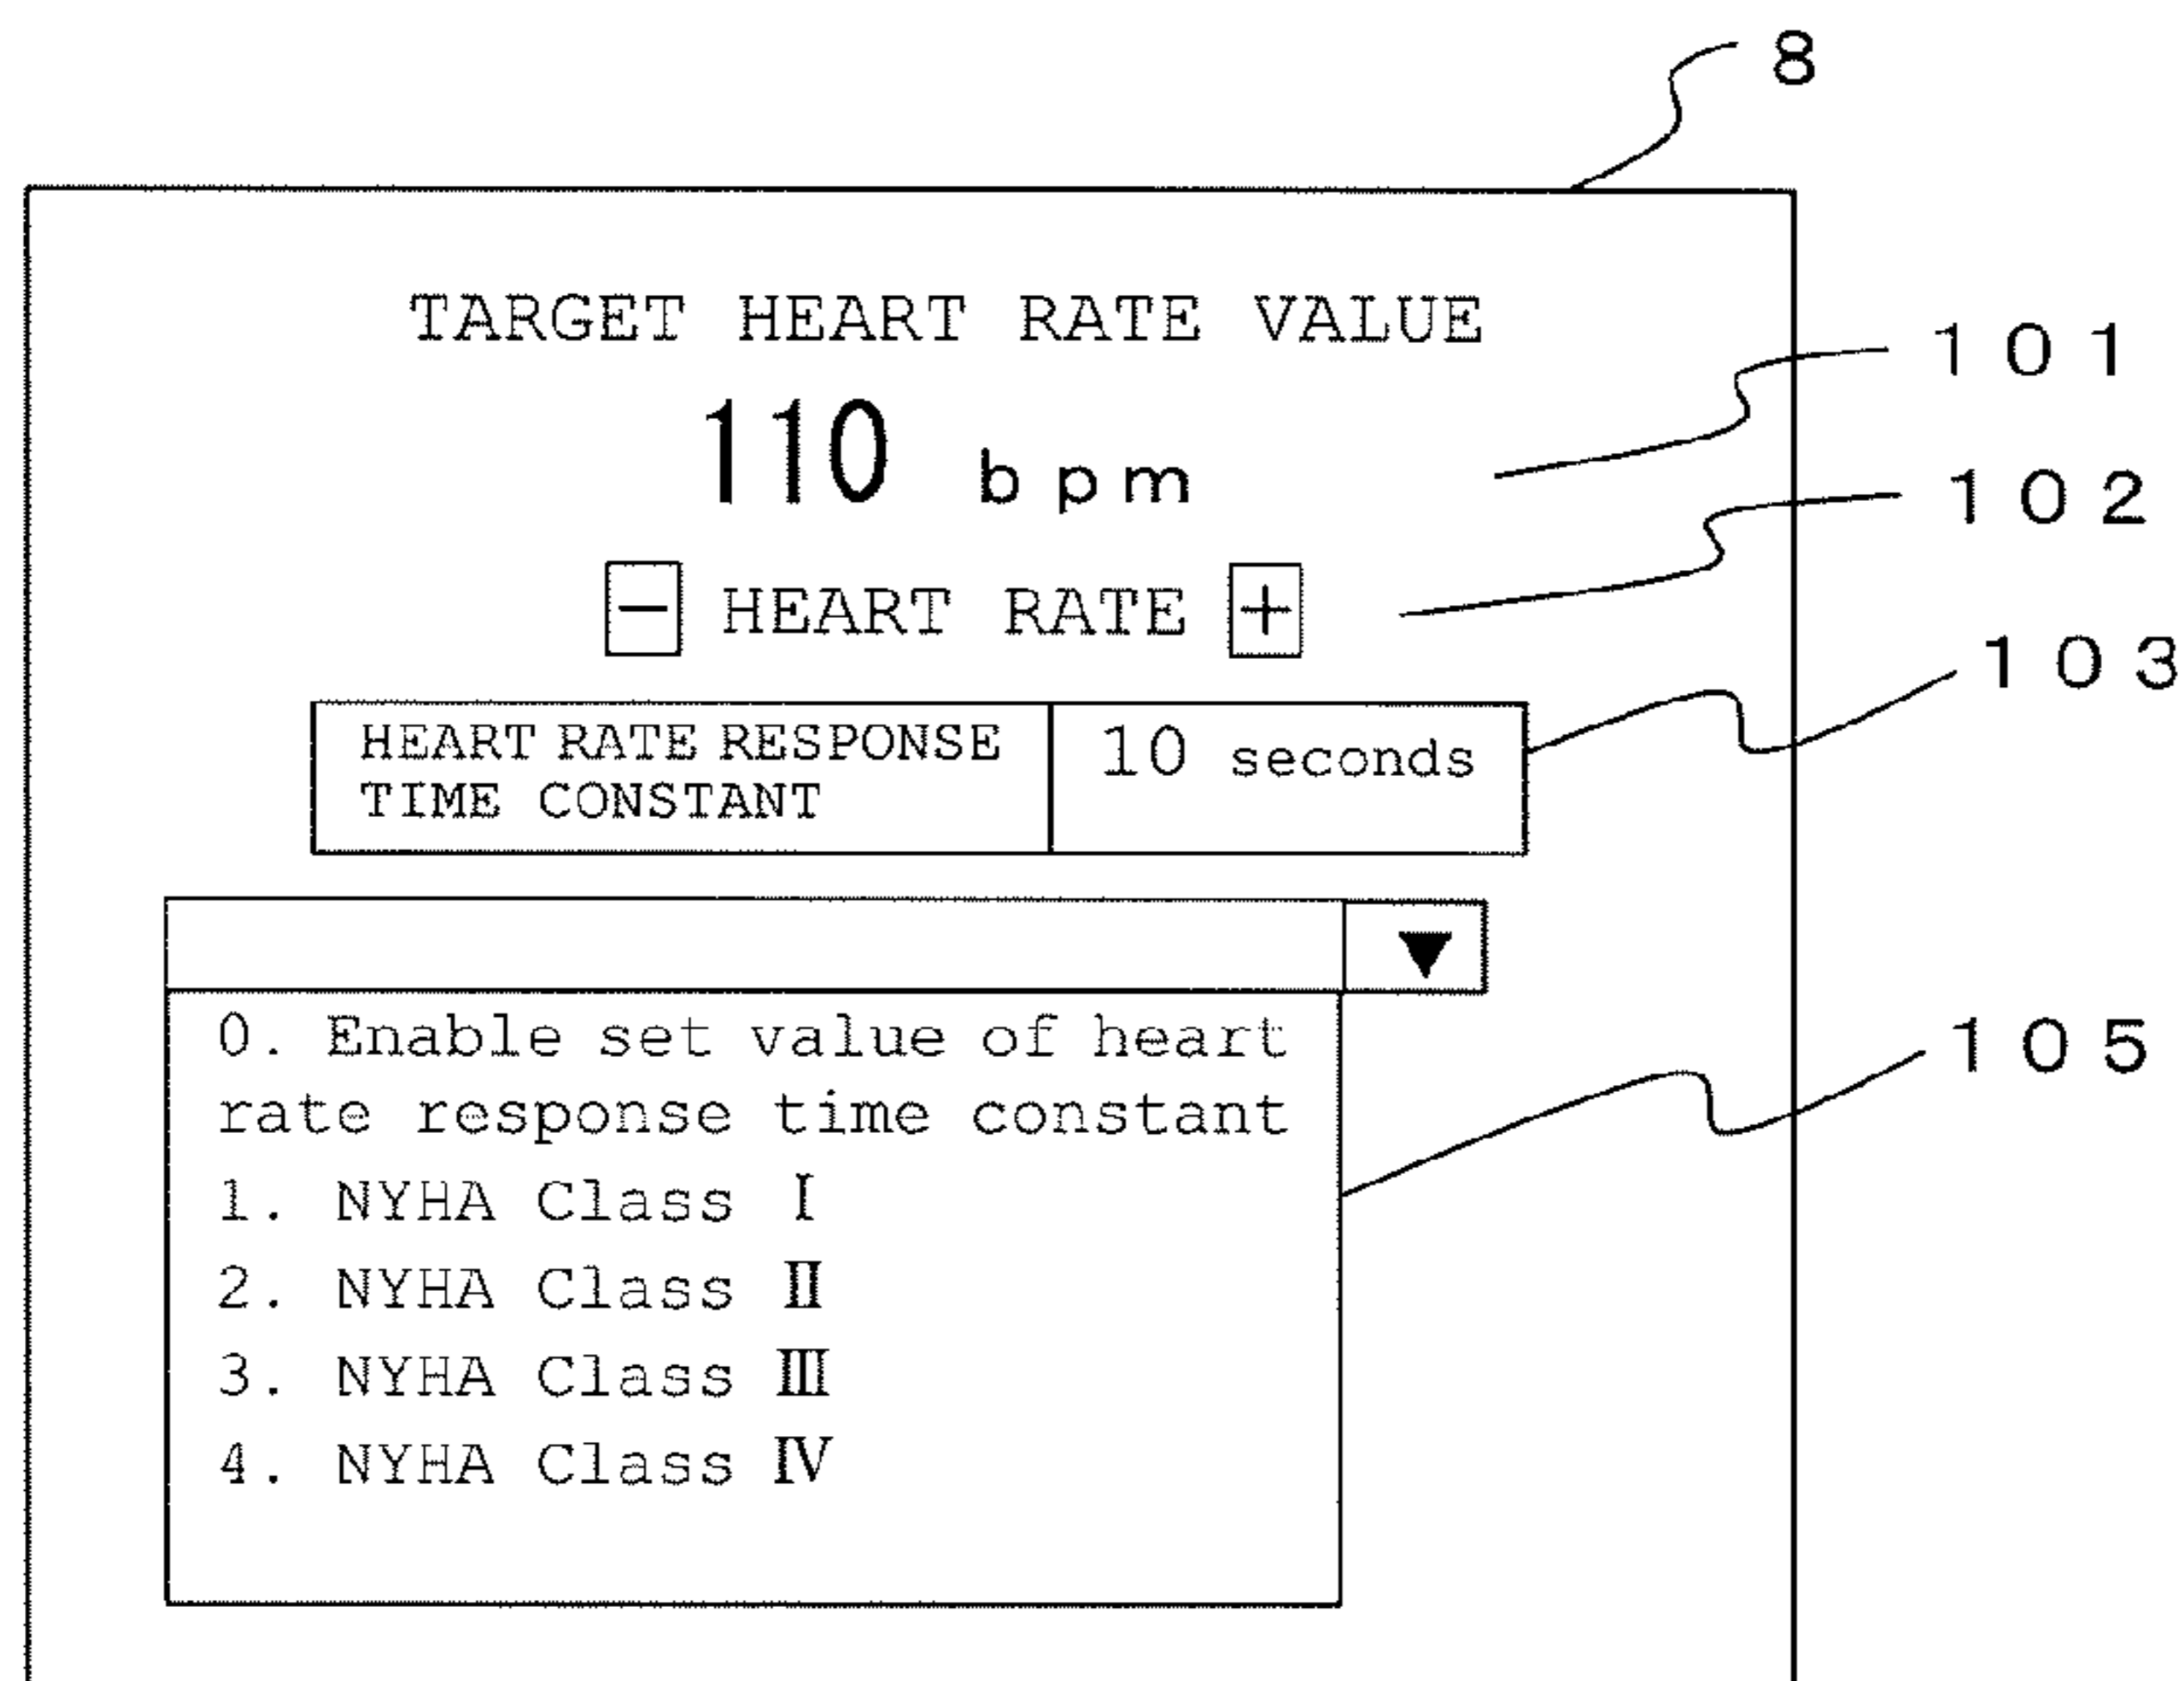 8
TARGET HEART RATE VALUE
101
110 bpm
102
− HEART RATE +
103
HEART RATE RESPONSE
TIME CONSTANT
10 seconds
▼
0. Enable set value of heart
rate response time constant
105
1. NYHA Class Ⅰ
2. NYHA Class Ⅱ
3. NYHA Class Ⅲ
4. NYHA Class Ⅳ